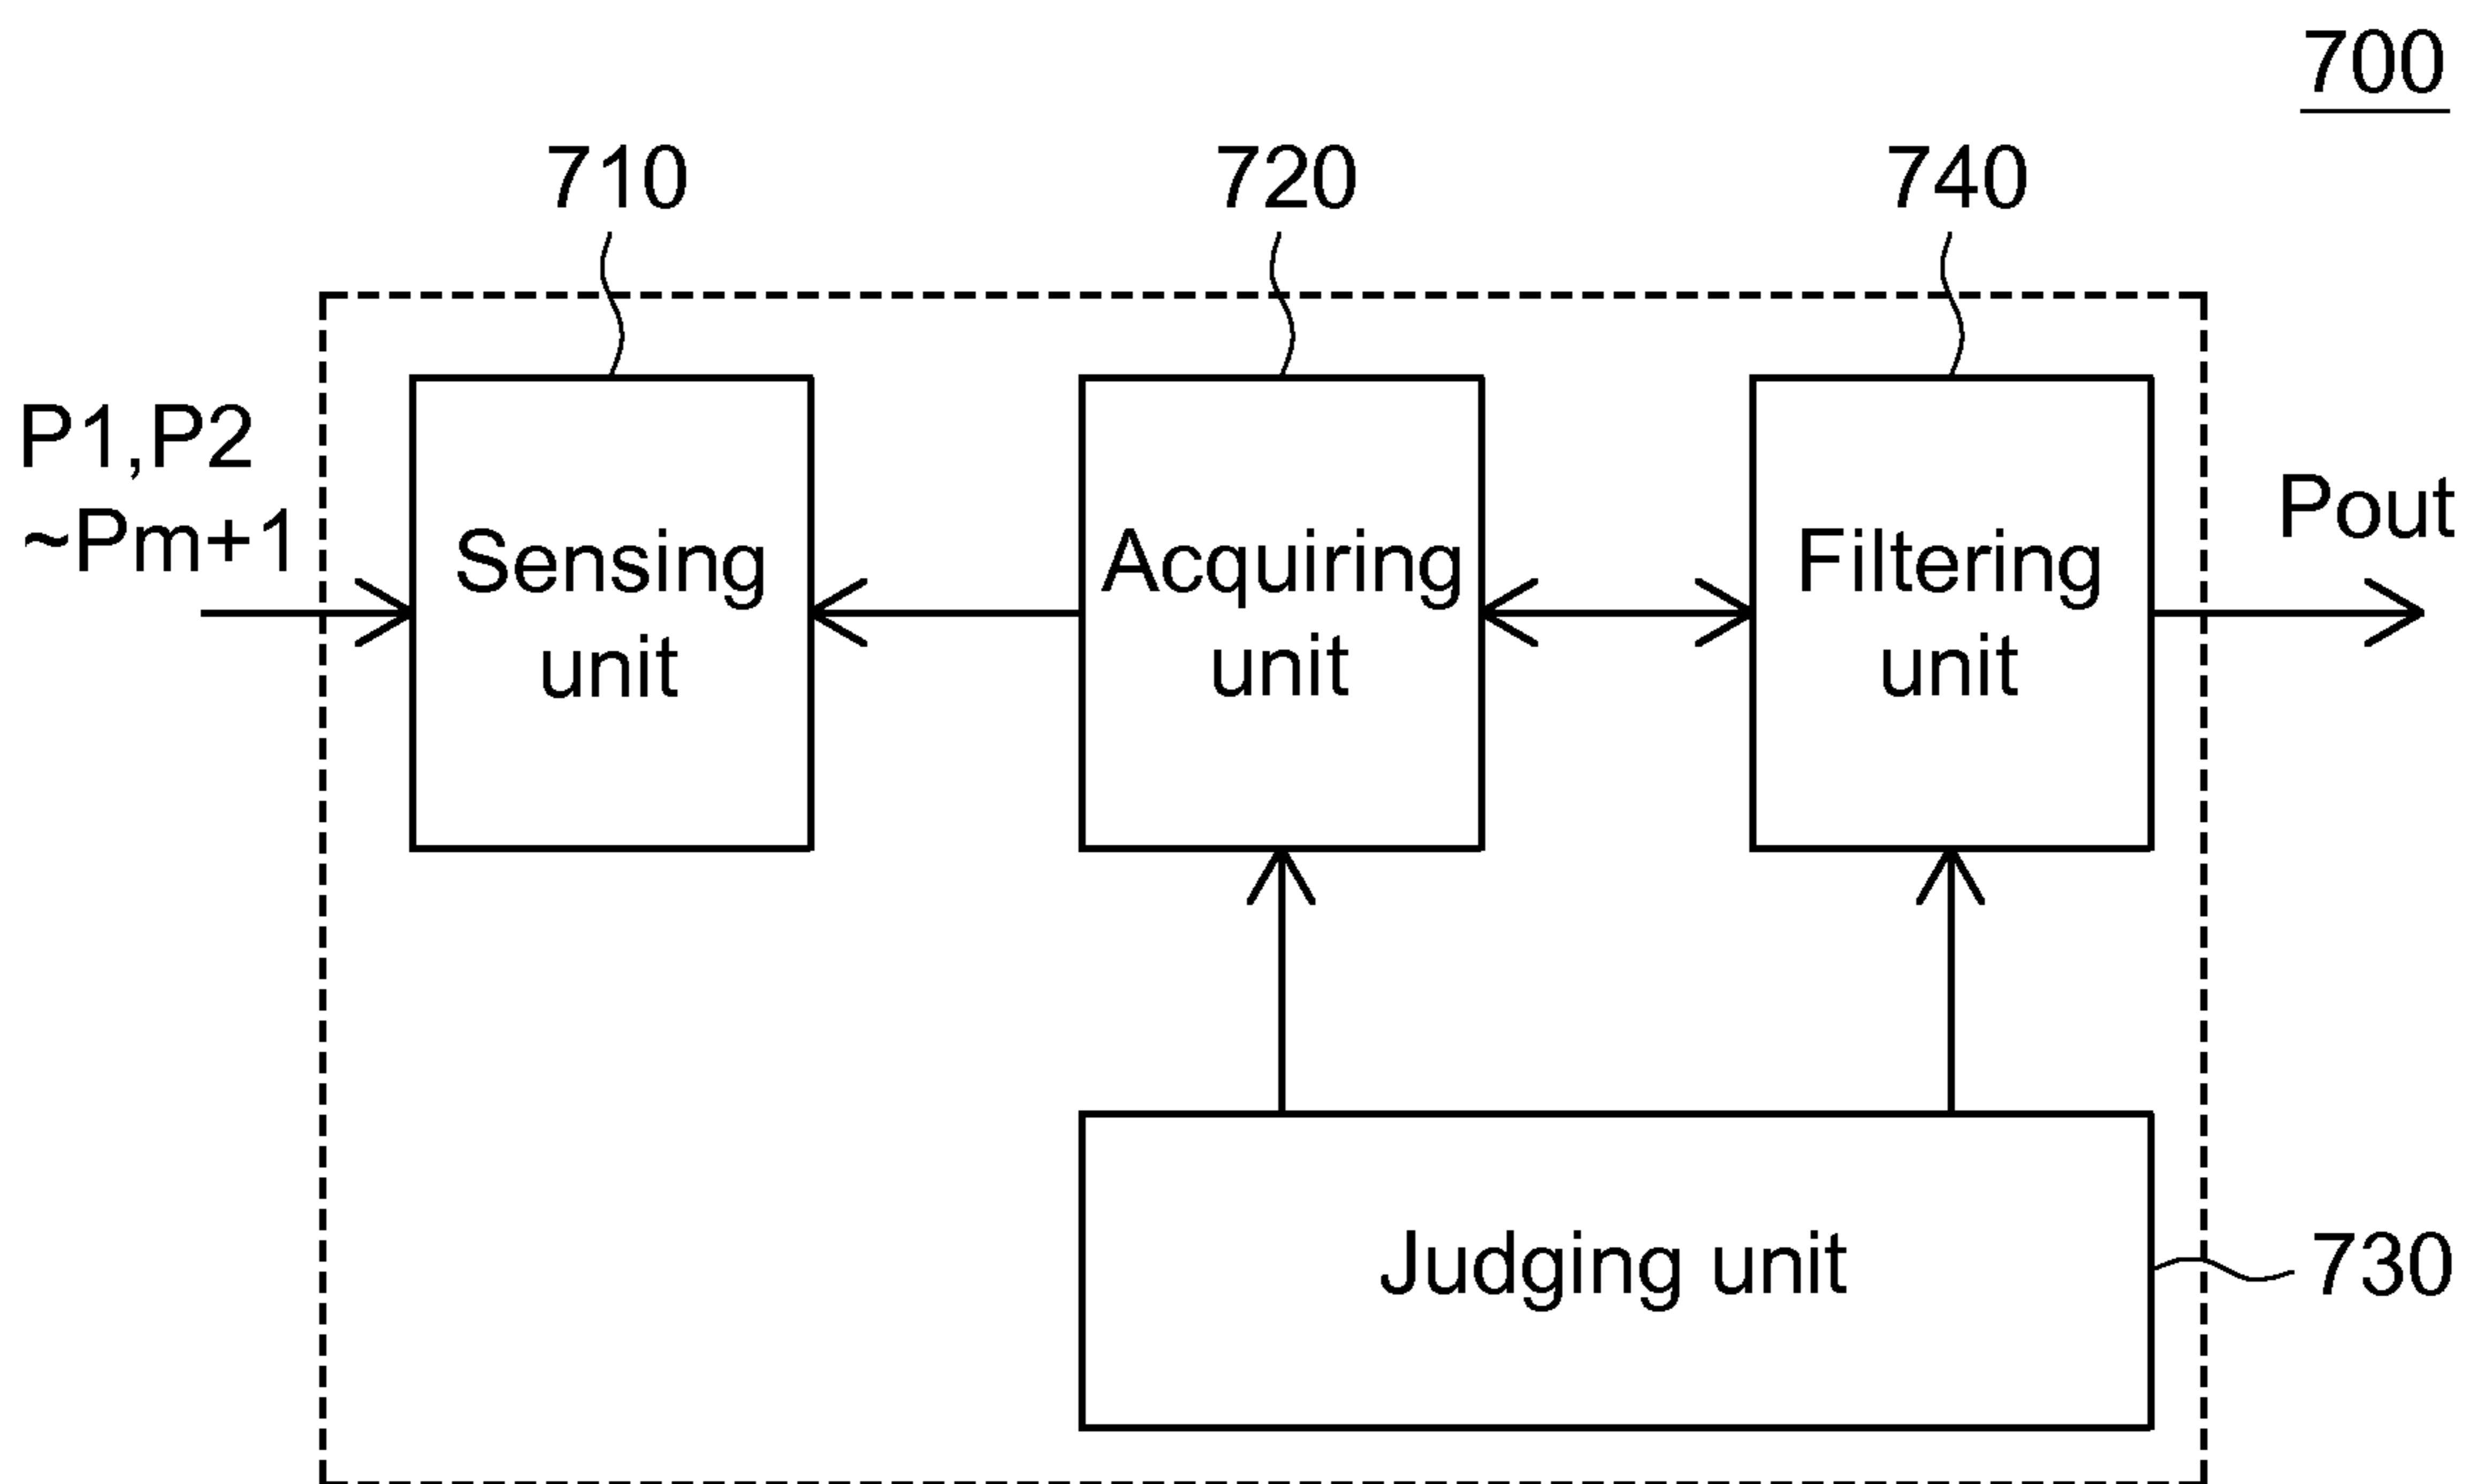 700
710
720
740
P1,P2
~Pm+1
Sensing
unit
Acquiring
unit
Filtering
unit
Pout
Judging unit
730